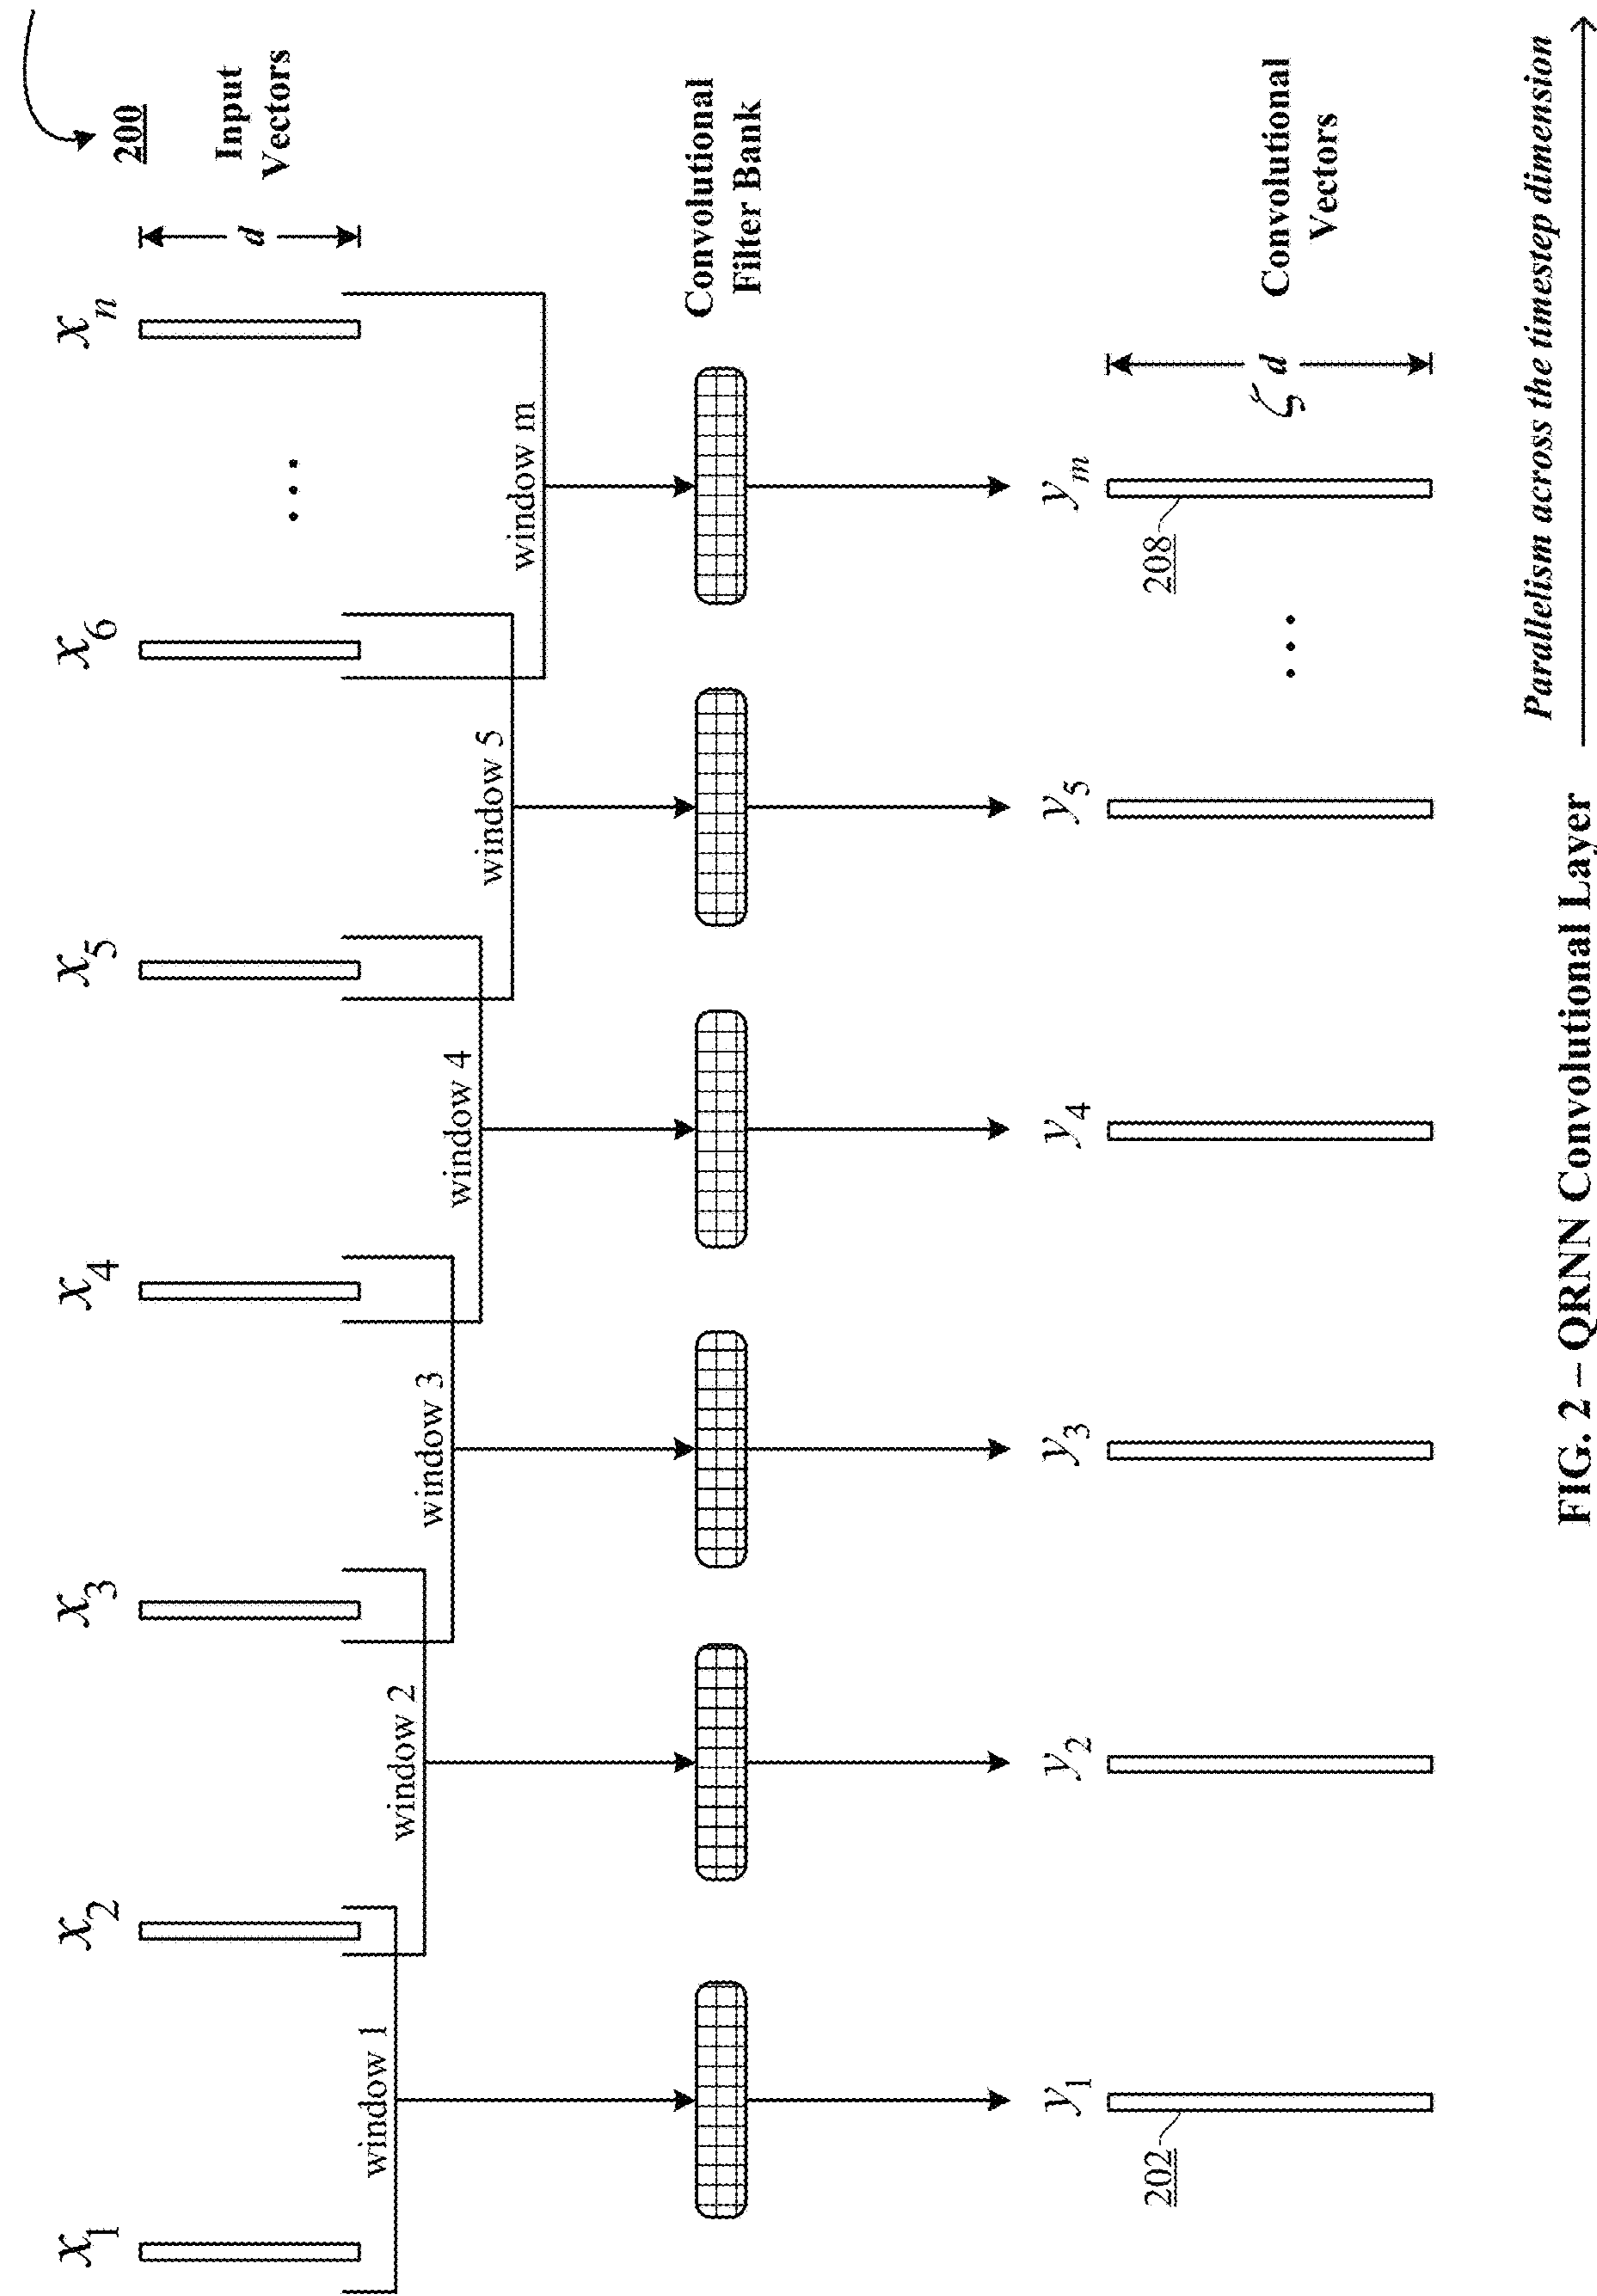 200
x1 x2 x3 x4 x5 x6 ... xn
d
Input
Vectors
window 1
window 2
window 3
window 4
window 5
window m
Convolutional
Filter Bank
y1 y2 y3 y4 y5 ym
202
208
...
ζ d
Convolutional
Vectors
Parallelism across the timestep dimension
FIG. 2 – QRNN Convolutional Layer